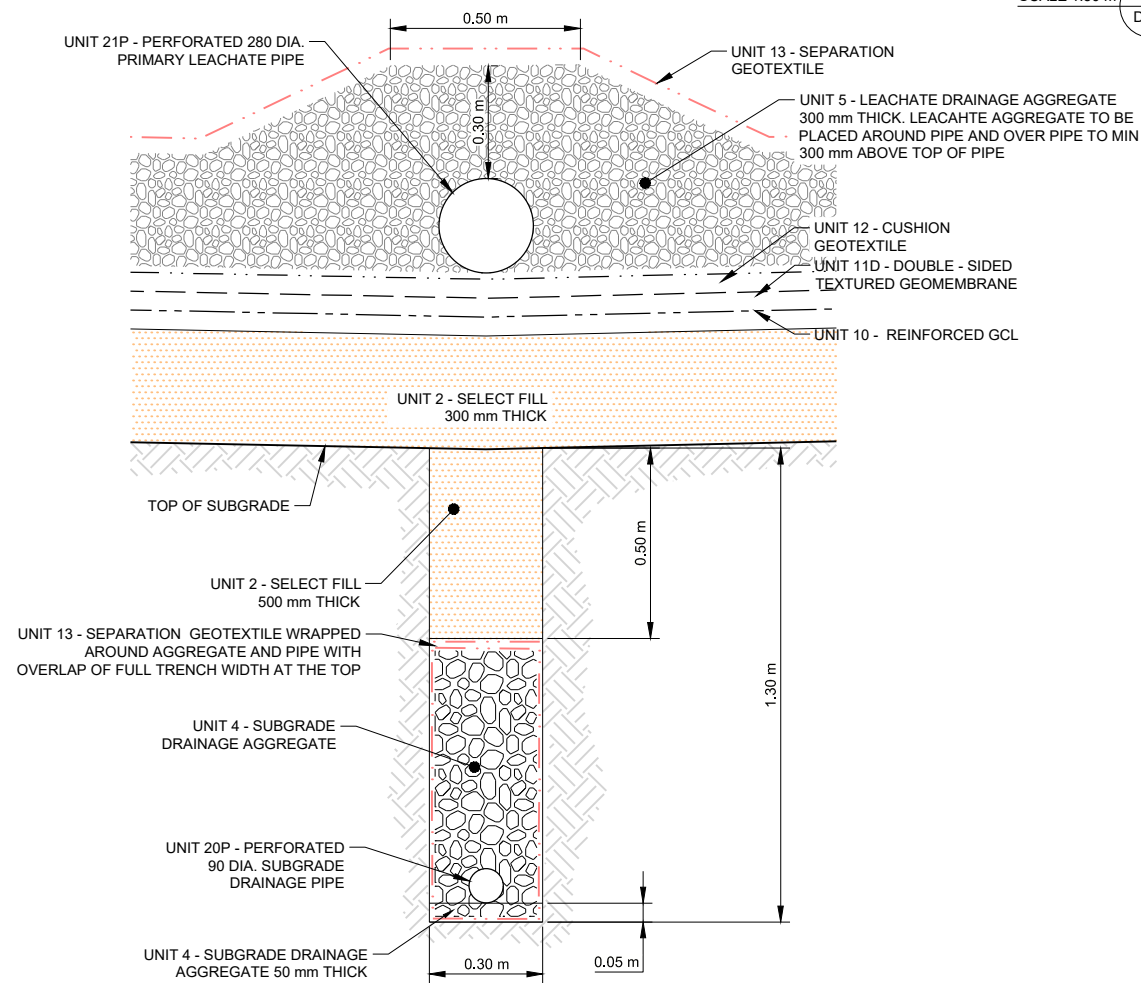 0.50 m
UNIT 21P - PERFORATED 280 DIA.
PRIMARY LEACHATE PIPE
UNIT 13 - SEPARATION
GEOTEXTILE
0.30 m
UNIT 5 - LEACHATE DRAINAGE AGGREGATE
300 mm THICK. LEACAHTE AGGREGATE TO BE
PLACED AROUND PIPE AND OVER PIPE TO MIN
300 mm ABOVE TOP OF PIPE
UNIT 12 - CUSHION
GEOTEXTILE
UNIT 11D - DOUBLE - SIDED
TEXTURED GEOMEMBRANE
UNIT 10 - REINFORCED GCL
UNIT 2 - SELECT FILL
300 mm THICK
TOP OF SUBGRADE
0.50 m
UNIT 2 - SELECT FILL
500 mm THICK
UNIT 13 - SEPARATION GEOTEXTILE WRAPPED
AROUND AGGREGATE AND PIPE WITH
OVERLAP OF FULL TRENCH WIDTH AT THE TOP
1.30 m
UNIT 4 - SUBGRADE
DRAINAGE AGGREGATE
UNIT 20P - PERFORATED
90 DIA. SUBGRADE
DRAINAGE PIPE
UNIT 4 - SUBGRADE DRAINAGE
AGGREGATE 50 mm THICK
0.30 m
0.05 m